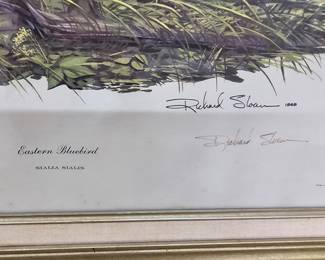 Richard Sloan 1968
Richard Sloan
Eastern Bluebird
SIALIA SIALIS